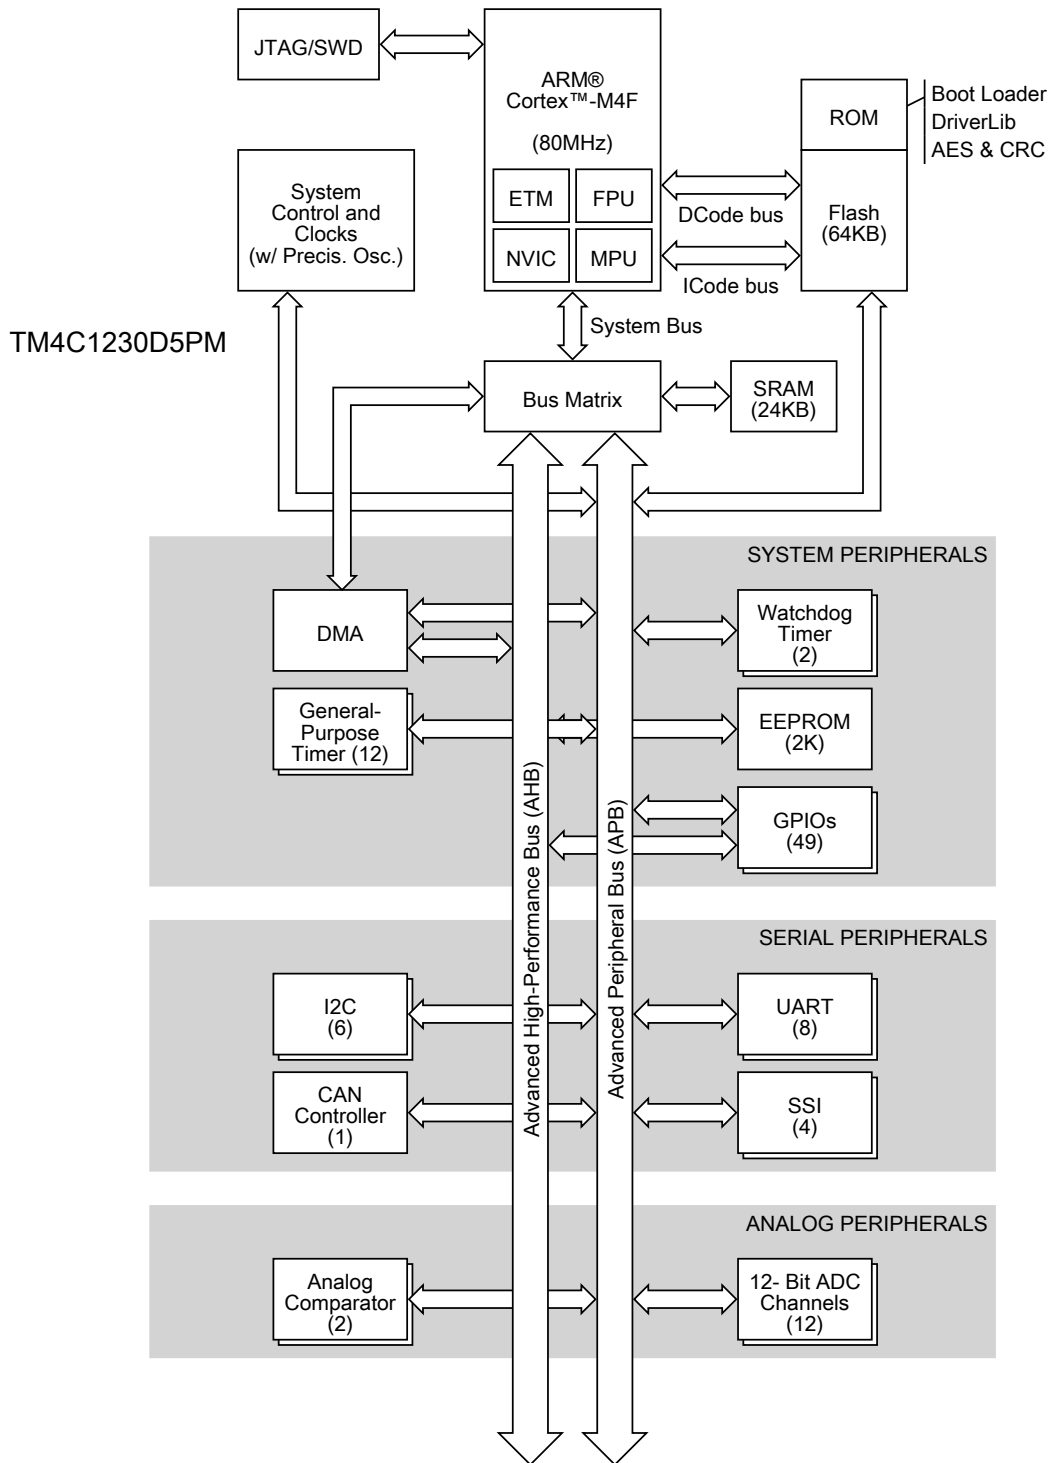 JTAG/SWD
ARM®
Cortex™-M4F
(80MHz)
ETM
FPU
NVIC
MPU
ROM
Boot Loader
DriverLib
AES & CRC
Flash
(64KB)
DCode bus
ICode bus
System
Control and
Clocks
(w/ Precis. Osc.)
TM4C1230D5PM
System Bus
Bus Matrix
SRAM
(24KB)
SYSTEM PERIPHERALS
DMA
Watchdog
Timer
(2)
General-
Purpose
Timer (12)
EEPROM
(2K)
GPIOs
(49)
Advanced High-Performance Bus (AHB)
Advanced Peripheral Bus (APB)
SERIAL PERIPHERALS
I2C
(6)
UART
(8)
CAN
Controller
(1)
SSI
(4)
ANALOG PERIPHERALS
Analog
Comparator
(2)
12- Bit ADC
Channels
(12)